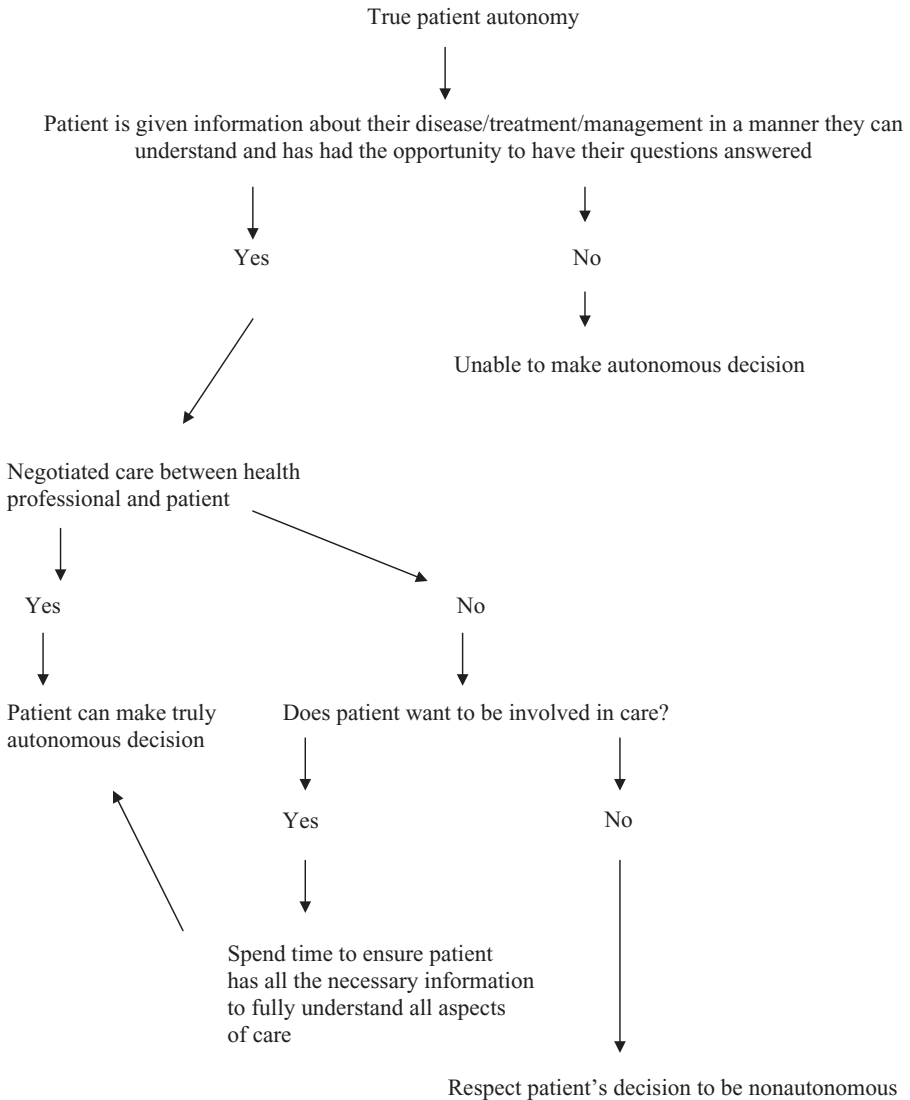 True patient autonomy
Patient is given information about their disease/treatment/management in a manner they can
understand and has had the opportunity to have their questions answered
Yes
No
Unable to make autonomous decision
Negotiated care between health
professional and patient
Yes
No
Patient can make truly
autonomous decision
Does patient want to be involved in care?
Yes
No
Spend time to ensure patient
has all the necessary information
to fully understand all aspects
of care
Respect patient’s decision to be nonautonomous